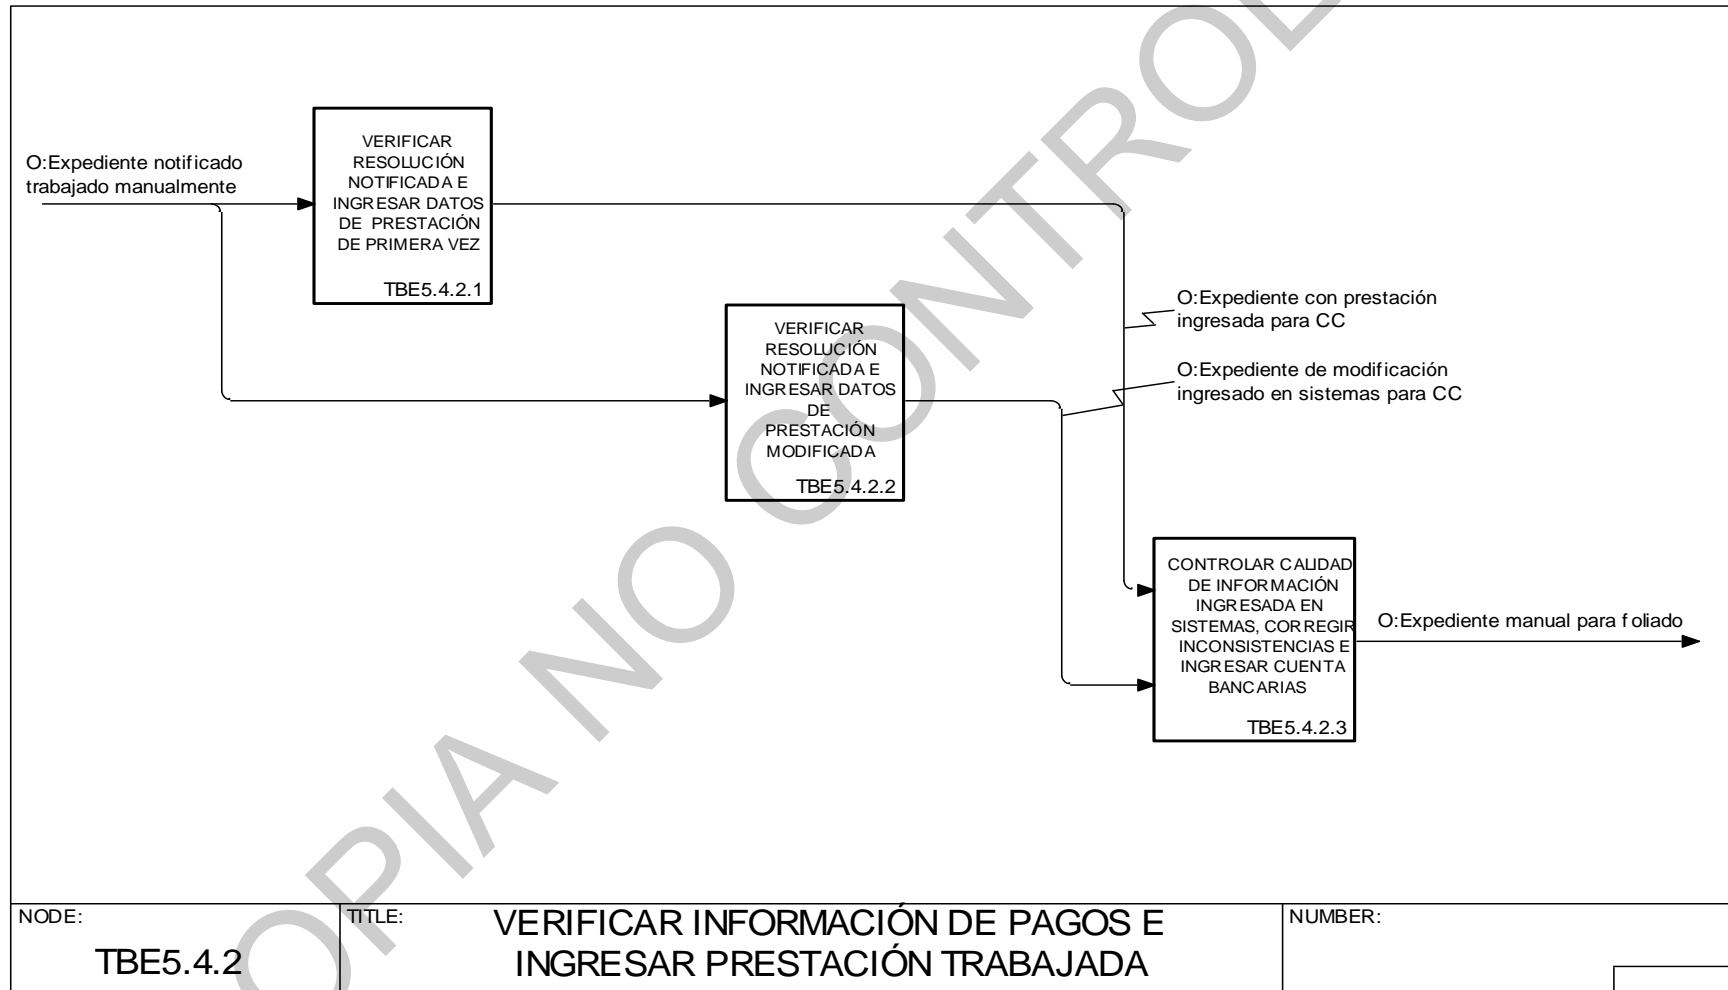 O:Expediente notificado
trabajado manualmente
VERIFICAR
RESOLUCIÓN
NOTIFICADA E
INGRESAR DATOS
DE PRESTACIÓN
DE PRIMERA VEZ
TBE5.4.2.1
VERIFICAR
RESOLUCIÓN
NOTIFICADA E
INGRESAR DATOS
DE
PRESTACIÓN
MODIFICADA
TBE5.4.2.2
O:Expediente con prestación
ingresada para CC
O:Expediente de modificación
ingresado en sistemas para CC
CONTROLAR CALIDAD
DE INFORMACIÓN
INGRESADA EN
SISTEMAS, CORREGIR
INCONSISTENCIAS E
INGRESAR CUENTA
BANCARIAS
TBE5.4.2.3
O:Expediente manual para foliado
OPIA NO CONTROL
NODE:
TBE5.4.2
TITLE:
VERIFICAR INFORMACIÓN DE PAGOS E
INGRESAR PRESTACIÓN TRABAJADA
NUMBER: